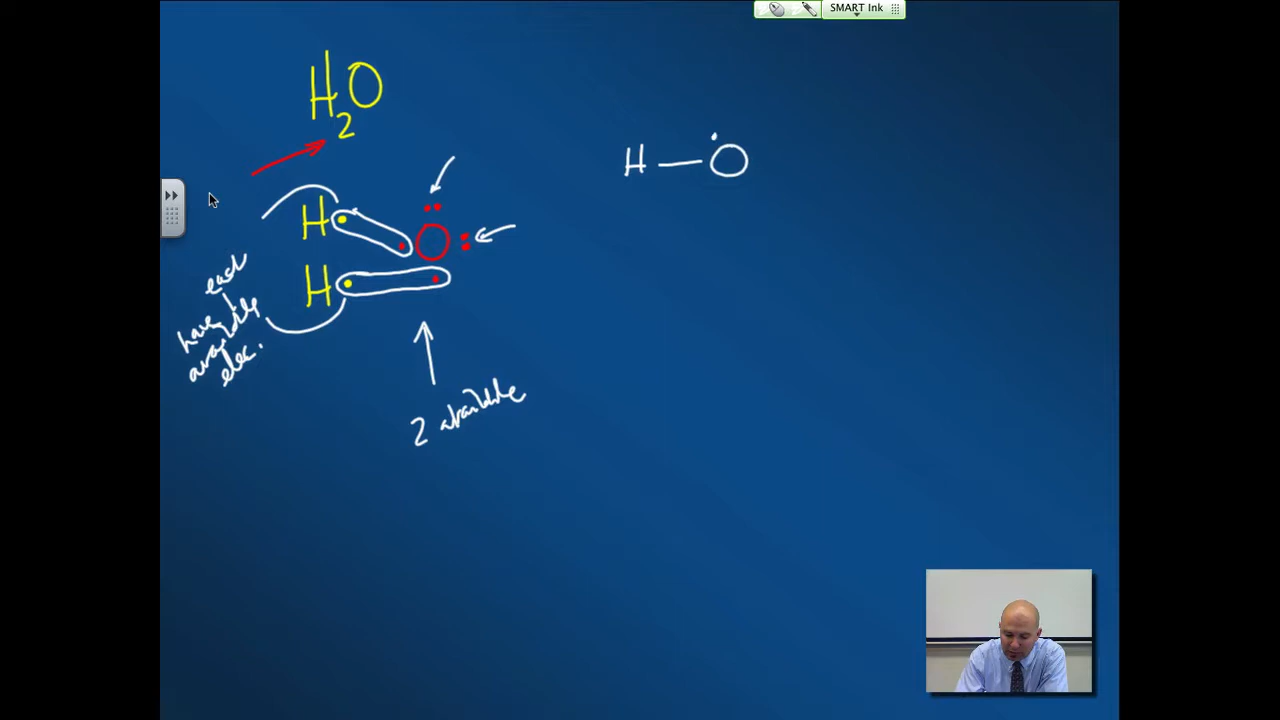 SMART Ink
H2O
H — O
H O
H
each
have
available
elec.
2 available